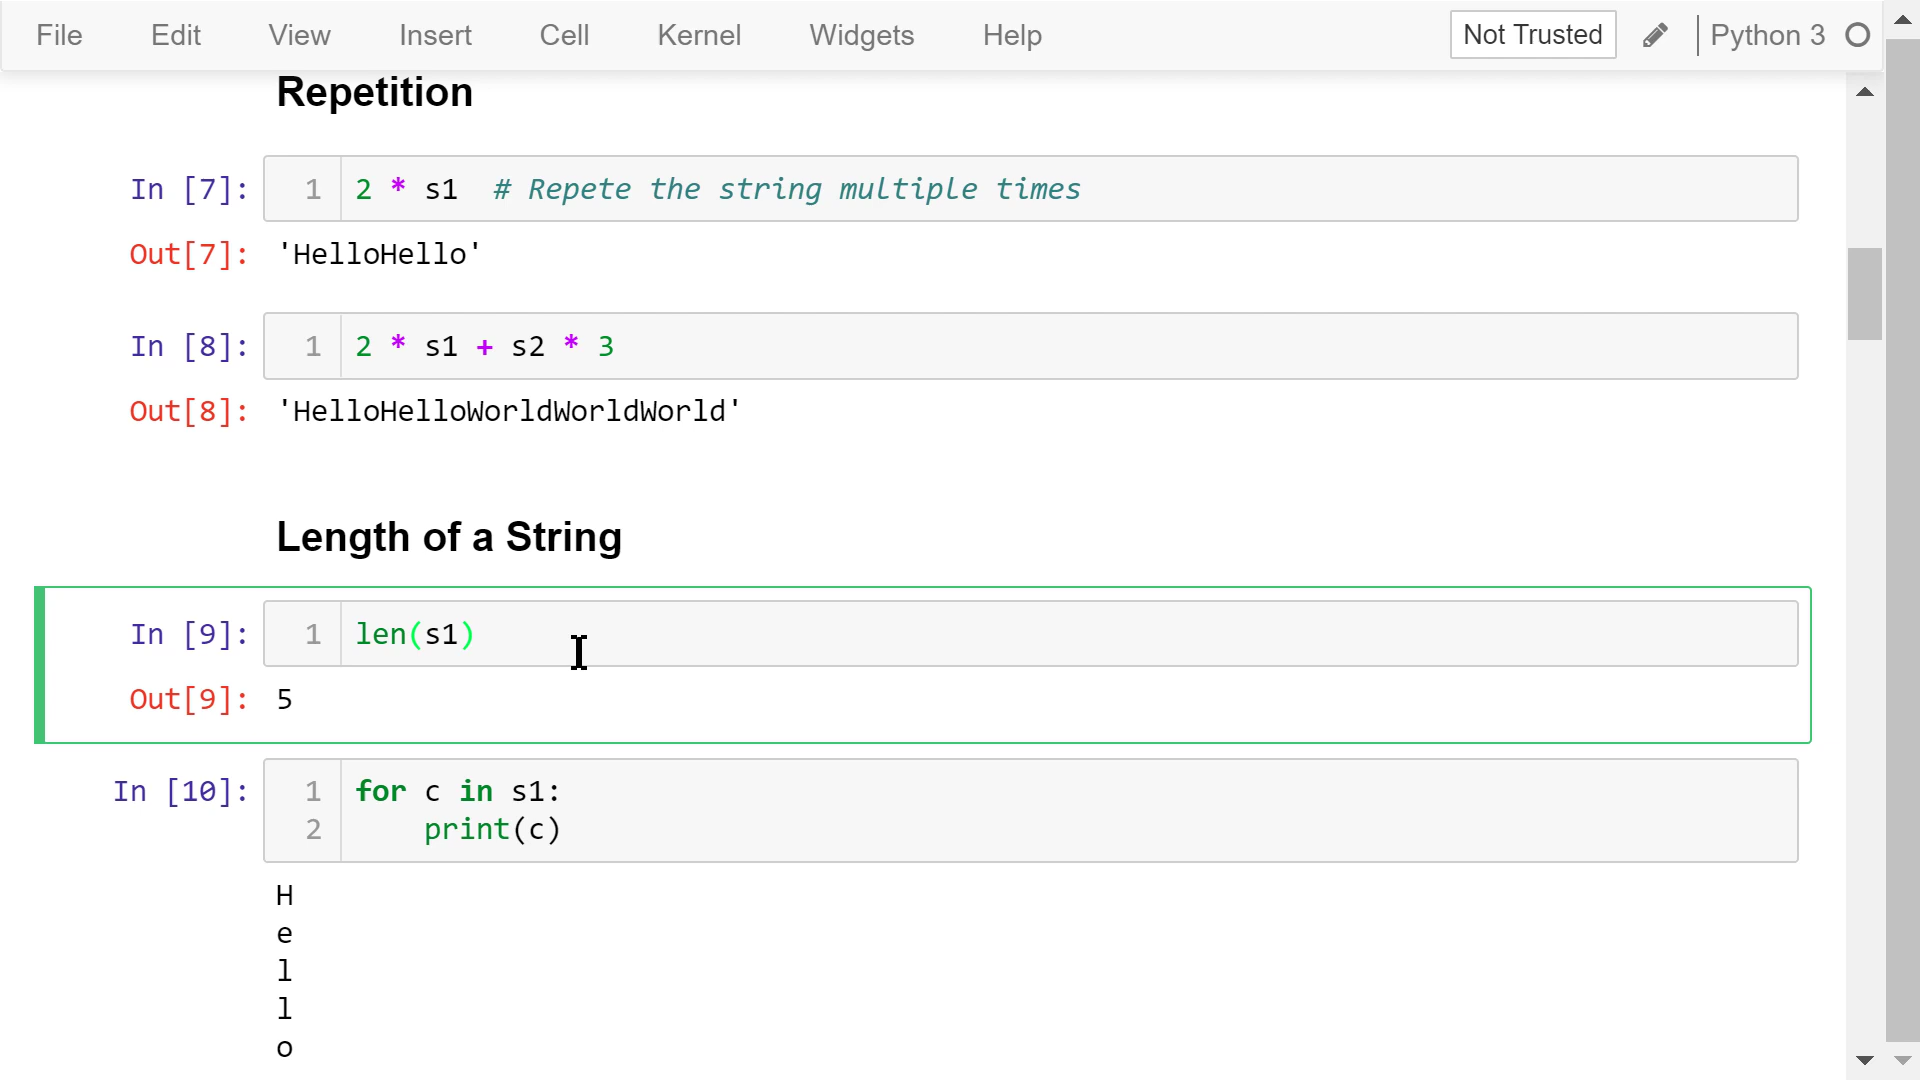 File Edit View Insert Cell Kernel Widgets Help Not Trusted Python 3
Repetition
In [7]: 1 2 * s1  # Repete the string multiple times
Out[7]: 'HelloHello'
In [8]: 1 2 * s1 + s2 * 3
Out[8]: 'HelloHelloWorldWorldWorld'
Length of a String
In [9]: 1 len(s1)
Out[9]: 5
In [10]: 1 for c in s1:
2     print(c)
H
e
l
l
o